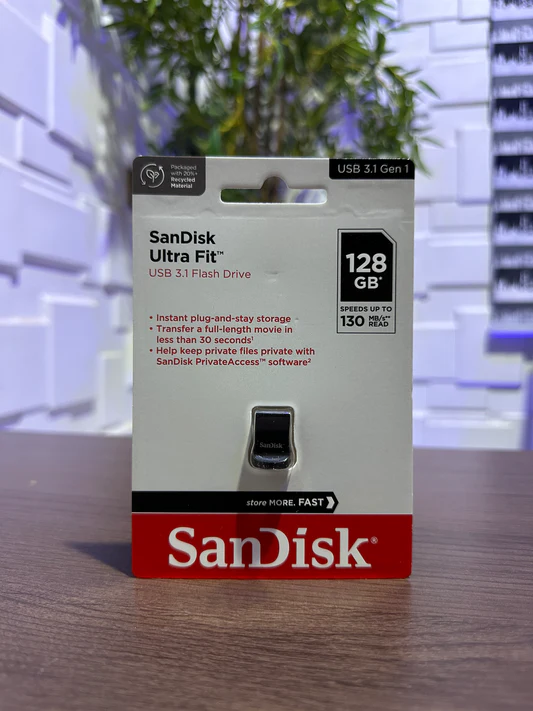 Packaged
with 20%+
Recycled
Material
USB 3.1 Gen 1
SanDisk
Ultra Fit™
USB 3.1 Flash Drive
128
GB*
SPEEDS UP TO
130 MB/s** READ
• Instant plug-and-stay storage
• Transfer a full-length movie in
less than 30 seconds¹
• Help keep private files private with
SanDisk PrivateAccess™ software²
SanDisk
store MORE. FAST
SanDisk®